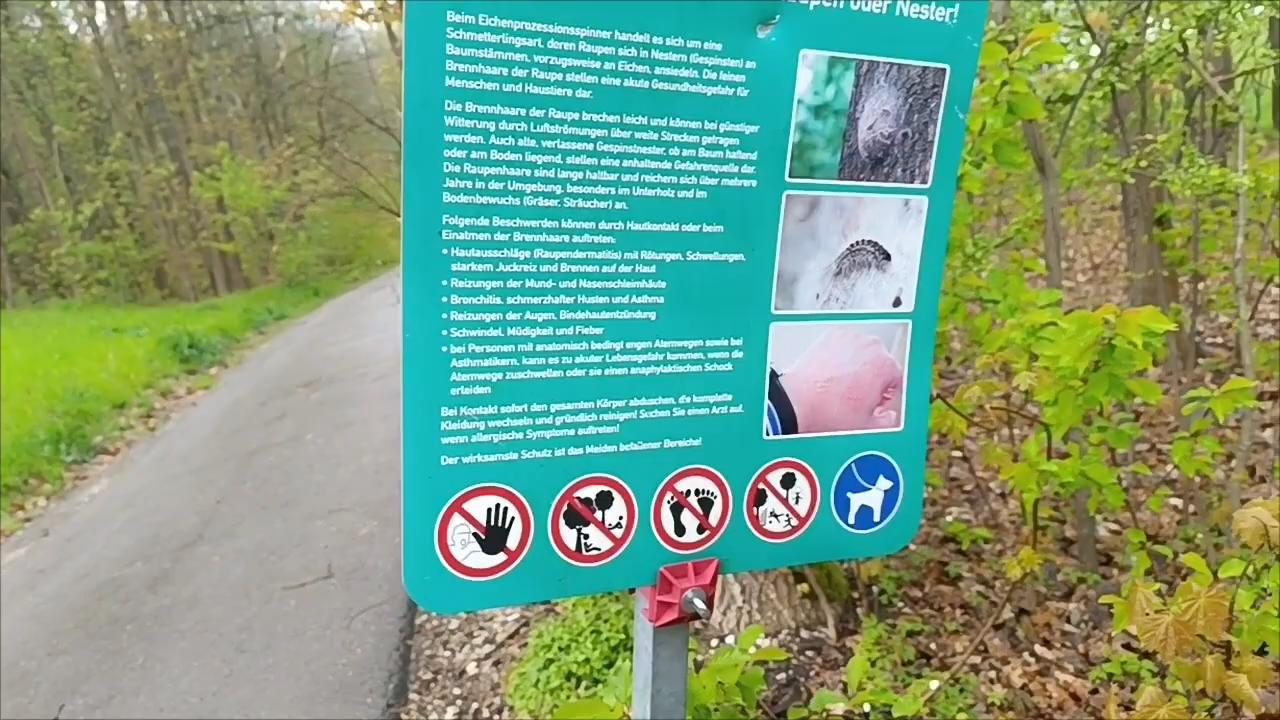 aupen oder Nester!
Beim Eichenprozessionsspinner handelt es sich um eine
Schmetterlingsart, deren Raupen sich in Nestern (Gespinsten) an
Baumstämmen, vorzugsweise an Eichen, ansiedeln. Die feinen
Brennhaare der Raupe stellen eine akute Gesundheitsgefahr für
Menschen und Haustiere dar.
Die Brennhaare der Raupe brechen leicht und können bei günstiger
Witterung durch Luftströmungen über weite Strecken getragen
werden. Auch alte, verlassene Gespinstnester, ob am Baum haftend
oder am Boden liegend, stellen eine anhaltende Gefahrenquelle dar.
Die Raupenhaare sind lange haltbar und reichern sich über mehrere
Jahre in der Umgebung, besonders im Unterholz und im
Bodenbewuchs (Gräser, Sträucher) an.
Folgende Beschwerden können durch Hautkontakt oder beim
Einatmen der Brennhaare auftreten:
• Hautausschläge (Raupendermatitis) mit Rötungen, Schwellungen,
starkem Juckreiz und Brennen auf der Haut
• Reizungen der Mund- und Nasenschleimhäute
• Bronchitis, schmerzhafter Husten und Asthma
• Reizungen der Augen, Bindehautentzündung
• Schwindel, Müdigkeit und Fieber
• bei Personen mit anatomisch bedingt engen Atemwegen sowie bei
Asthmatikern, kann es zu akuter Lebensgefahr kommen, wenn die
Atemwege zuschwellen oder sie einen anaphylaktischen Schock
erleiden
Bei Kontakt sofort den gesamten Körper abduschen, die komplette
Kleidung wechseln und gründlich reinigen! Suchen Sie einen Arzt auf,
wenn allergische Symptome auftreten!
Der wirksamste Schutz ist das Meiden befallener Bereiche!